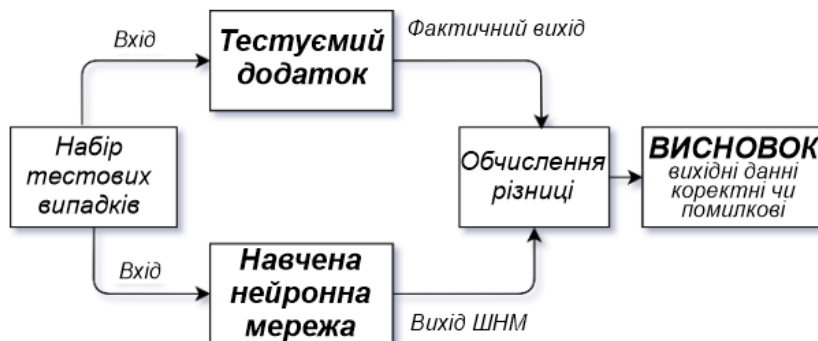 Вхід
Тестуємий
додаток
Фактичний вихід
Набір
тестових
випадків
Обчислення
різниці
ВИСНОВОК
вихідні данні
коректні чи
помилкові
Вхід
Навчена
нейронна
мережа
Вихід ШНМ